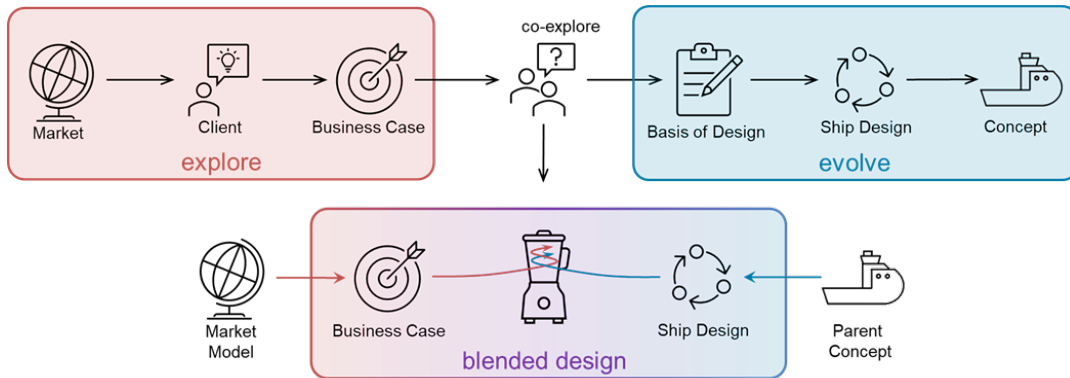 co-explore
Market
Client
Business Case
Basis of Design
Ship Design
Concept
explore
evolve
Market
Model
Business Case
Ship Design
Parent
Concept
blended design
?